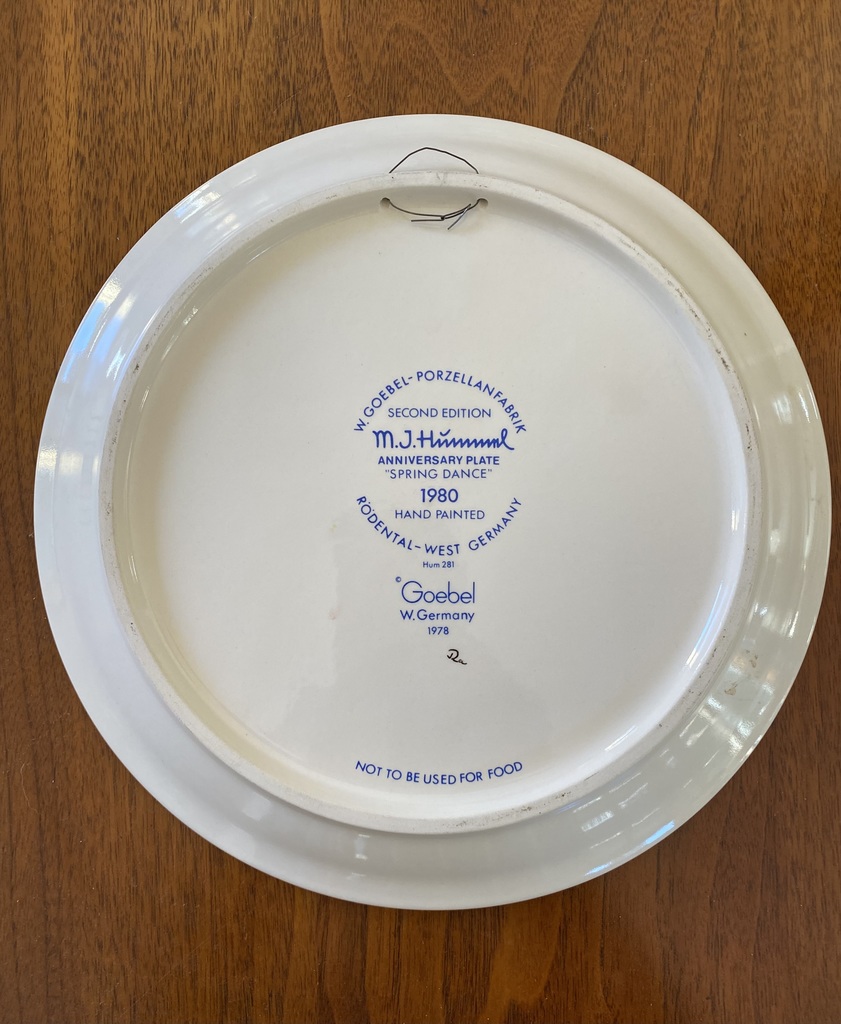 W. GOEBEL-PORZELLANFABRIK
SECOND EDITION
M.J.Hummel
ANNIVERSARY PLATE
"SPRING DANCE"
1980
HAND PAINTED
RÖDENTAL-WEST GERMANY
Hum 281
© Goebel
W.Germany
1978
NOT TO BE USED FOR FOOD